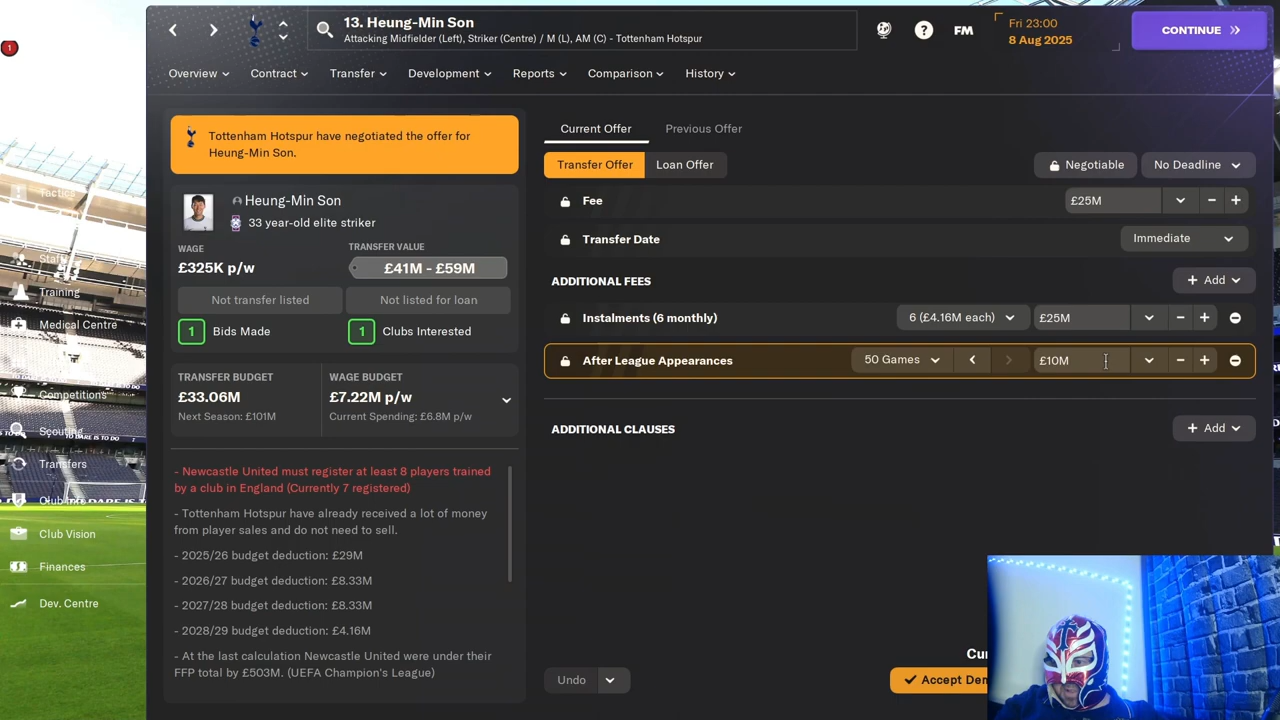 1
13. Heung-Min Son
Attacking Midfielder (Left), Striker (Centre) / M (L), AM (C) - Tottenham Hotspur
FM
Fri 23:00
8 Aug 2025
CONTINUE
Overview
Contract
Transfer
Development
Reports
Comparison
History
Tottenham Hotspur have negotiated the offer for
Heung-Min Son.
Heung-Min Son
33 year-old elite striker
WAGE
£325K p/w
TRANSFER VALUE
£41M - £59M
Not transfer listed
Not listed for loan
1 Bids Made
1 Clubs Interested
TRANSFER BUDGET
£33.06M
Next Season: £101M
WAGE BUDGET
£7.22M p/w
Current Spending: £6.8M p/w
- Newcastle United must register at least 8 players trained
by a club in England (Currently 7 registered)
- Tottenham Hotspur have already received a lot of money
from player sales and do not need to sell.
- 2025/26 budget deduction: £29M
- 2026/27 budget deduction: £8.33M
- 2027/28 budget deduction: £8.33M
- 2028/29 budget deduction: £4.16M
- At the last calculation Newcastle United were under their
FFP total by £503M. (UEFA Champion's League)
Current Offer
Previous Offer
Transfer Offer
Loan Offer
Negotiable
No Deadline
Fee
£25M
Transfer Date
Immediate
ADDITIONAL FEES
Add
Instalments (6 monthly)
6 (£4.16M each)
£25M
After League Appearances
50 Games
£10M
ADDITIONAL CLAUSES
Add
Undo
Cur
Accept Dem
Tactics
Staff
Training
Medical Centre
Competitions
Scouting
Transfers
Club Info
Club Vision
Finances
Dev. Centre